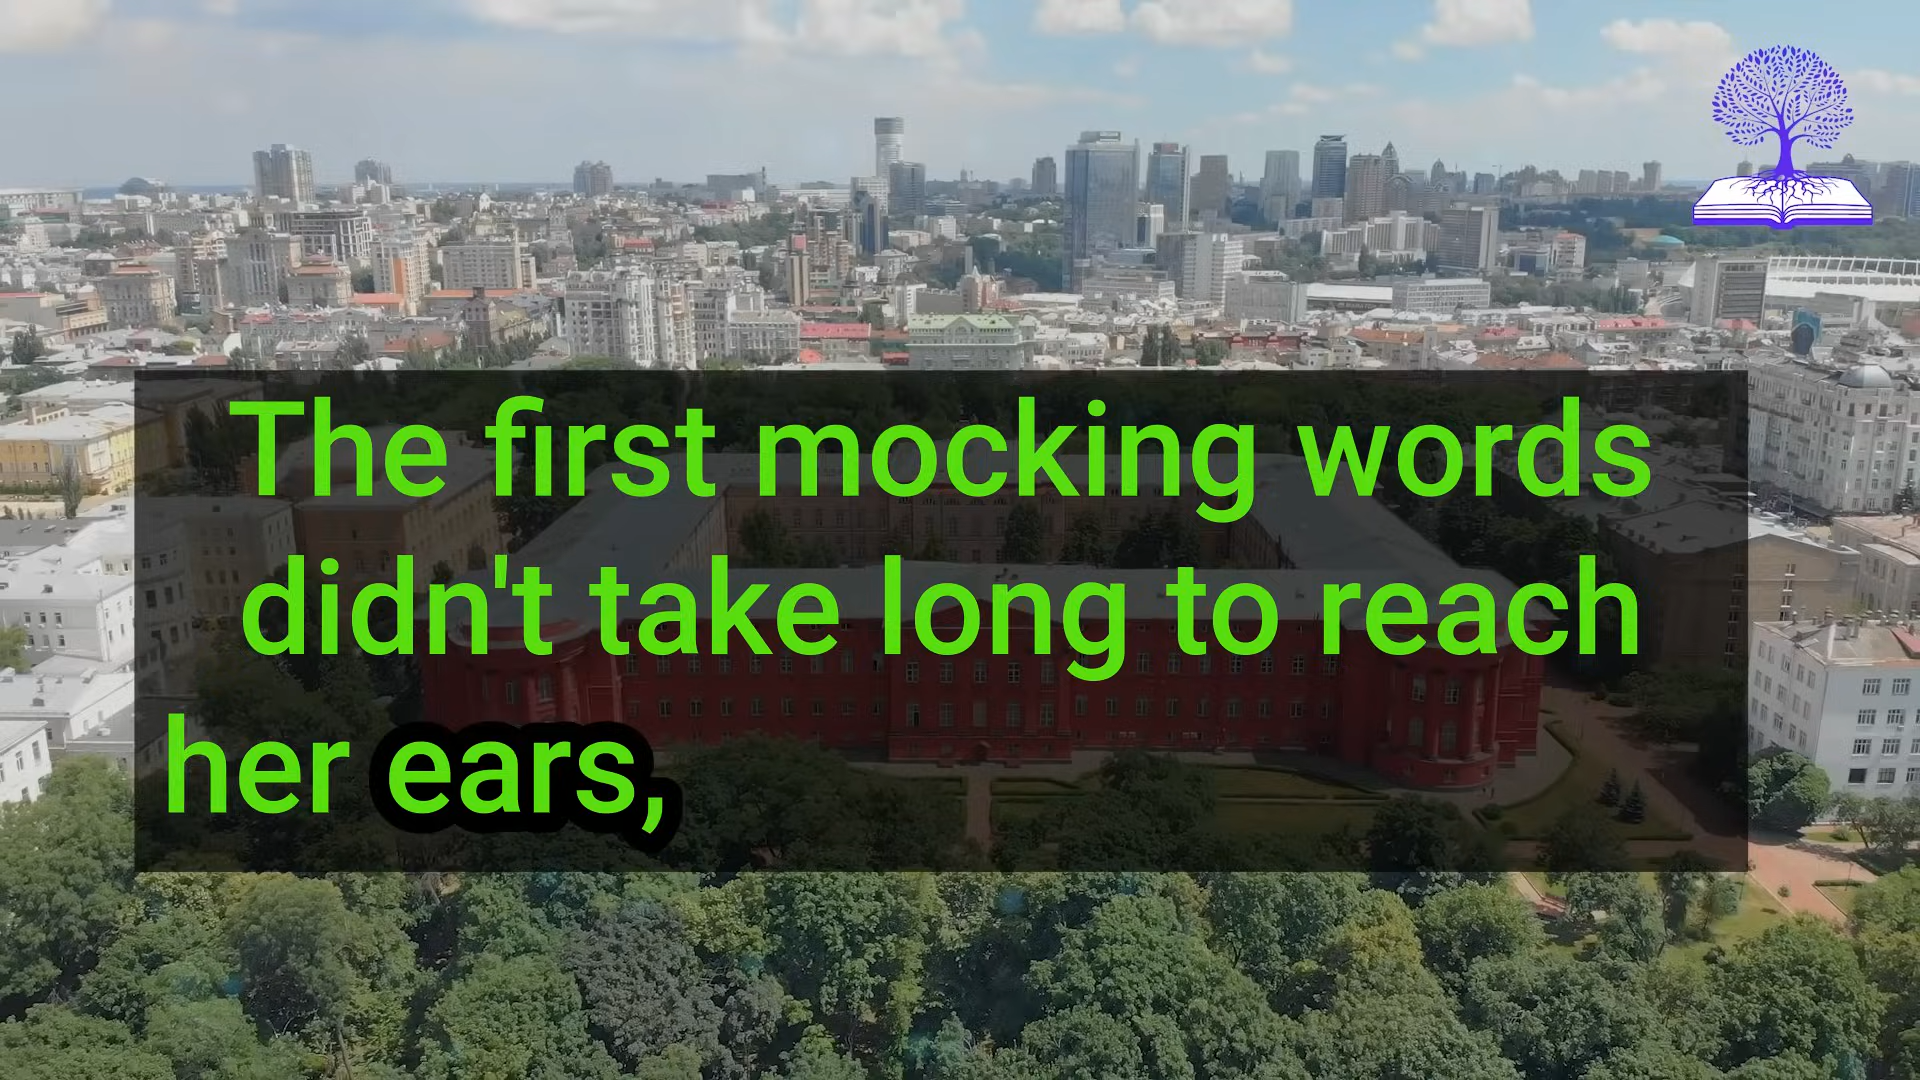 The first mocking words
didn't take long to reach
her ears,